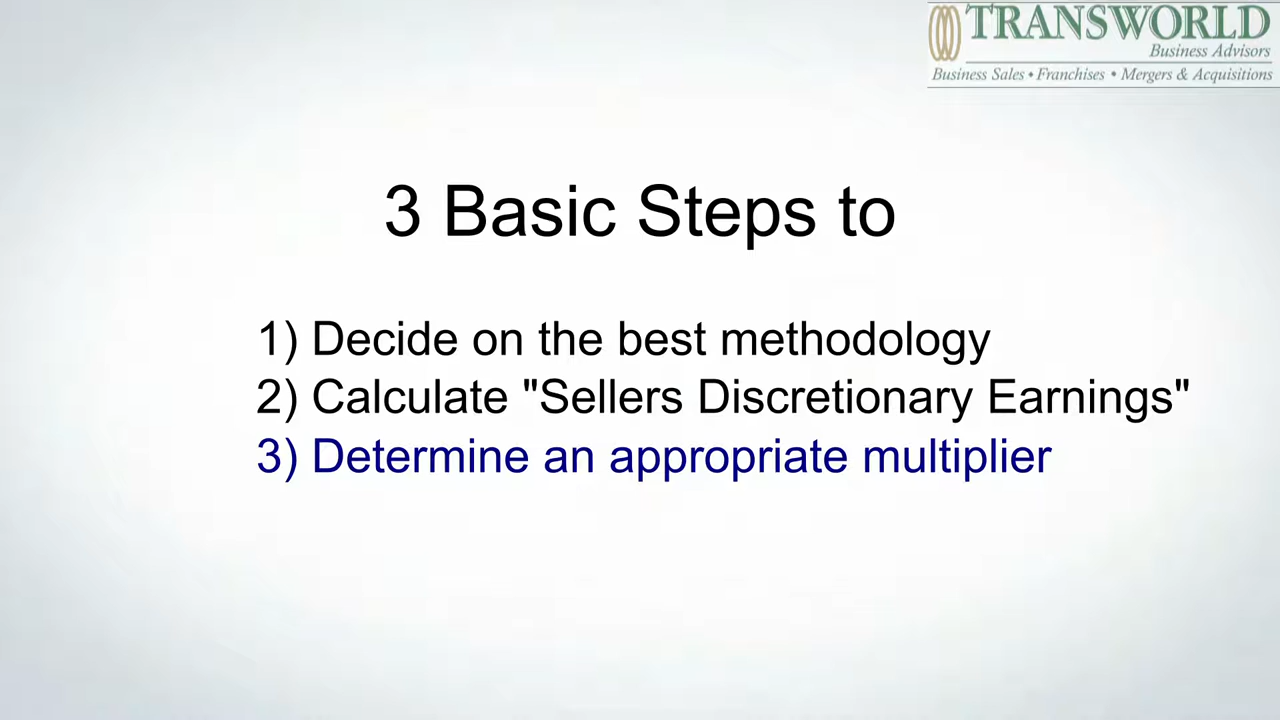 TRANSWORLD
Business Advisors
Business Sales • Franchises • Mergers & Acquisitions
3 Basic Steps to
1) Decide on the best methodology
2) Calculate "Sellers Discretionary Earnings"
3) Determine an appropriate multiplier